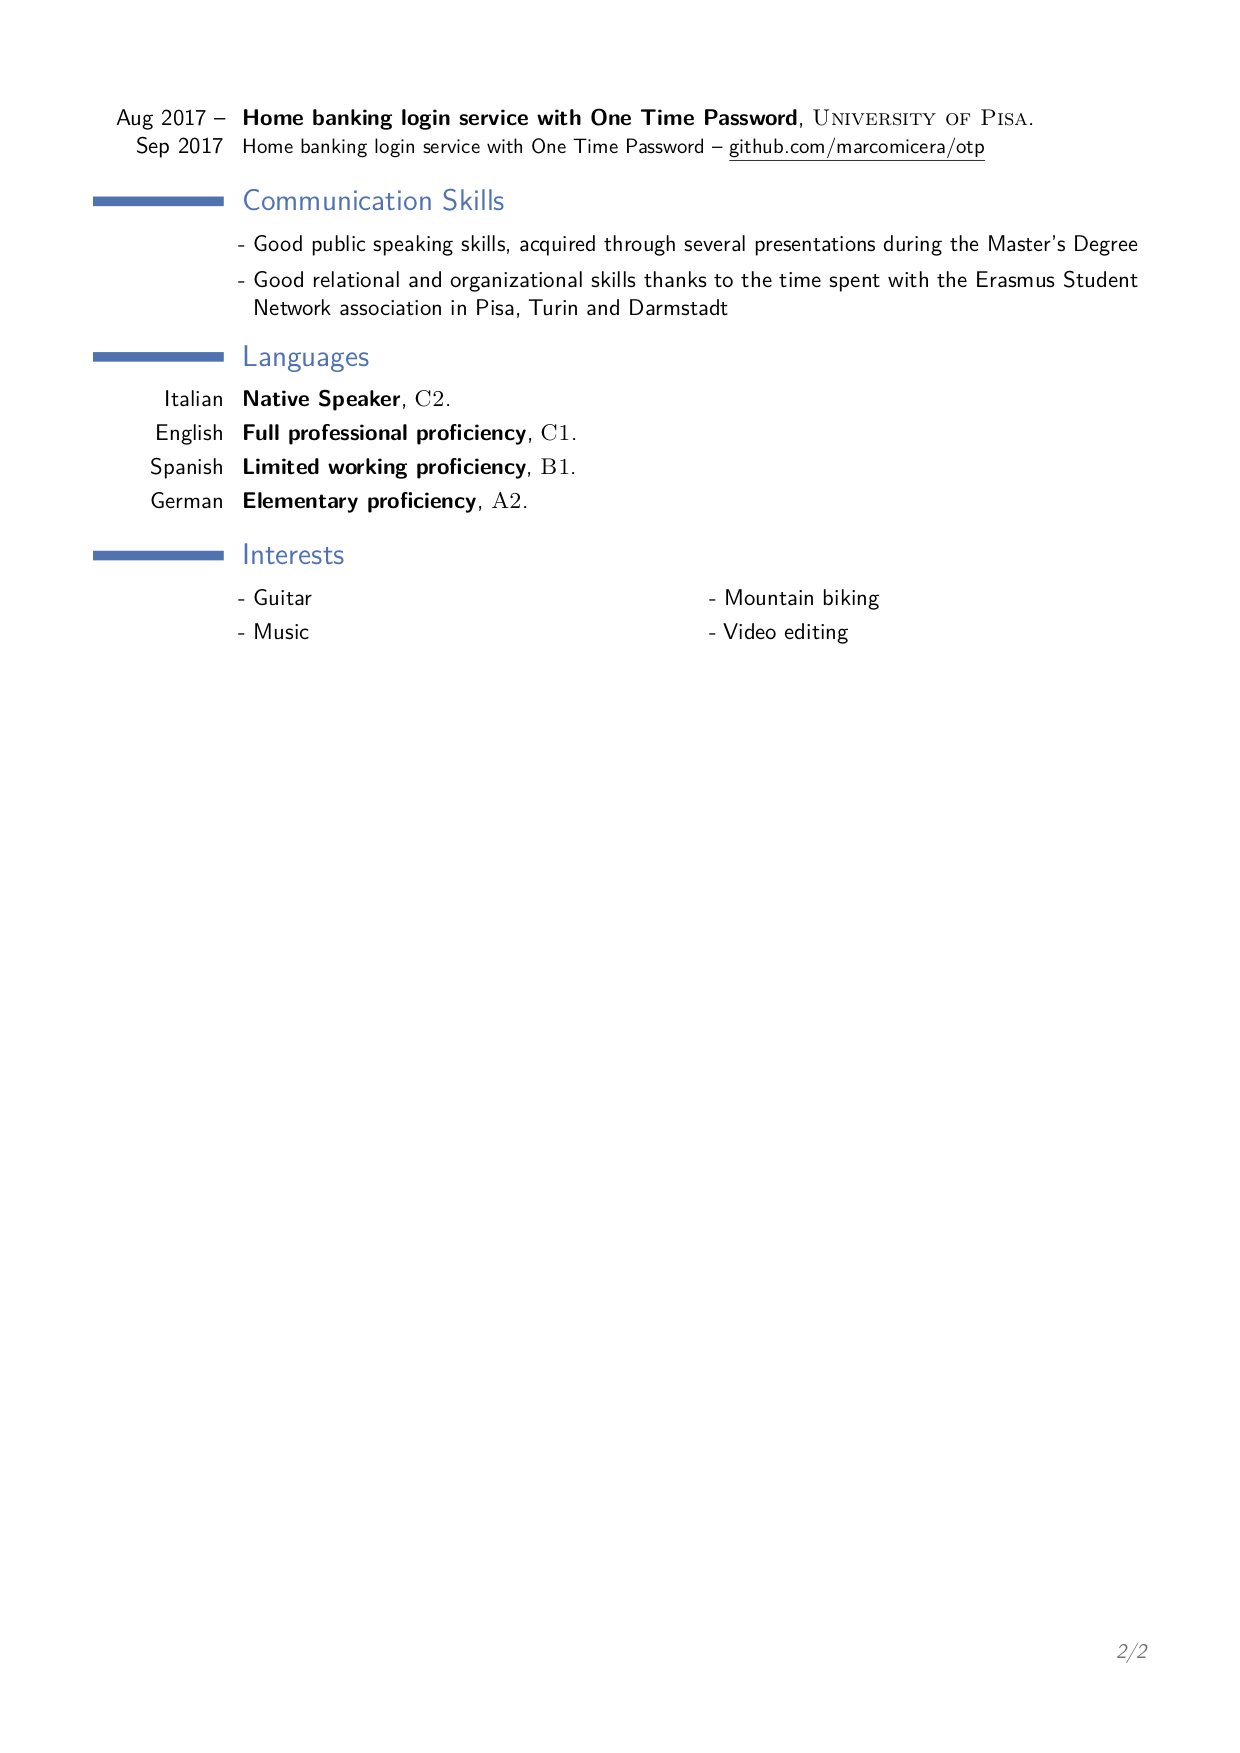 Aug 2017 – Home banking login service with One Time Password, University of Pisa.
Sep 2017 Home banking login service with One Time Password – github.com/marcomicera/otp
Communication Skills
- Good public speaking skills, acquired through several presentations during the Master's Degree
- Good relational and organizational skills thanks to the time spent with the Erasmus Student
Network association in Pisa, Turin and Darmstadt
Languages
Italian Native Speaker, C2.
English Full professional proficiency, C1.
Spanish Limited working proficiency, B1.
German Elementary proficiency, A2.
Interests
- Guitar - Mountain biking
- Music - Video editing
2/2